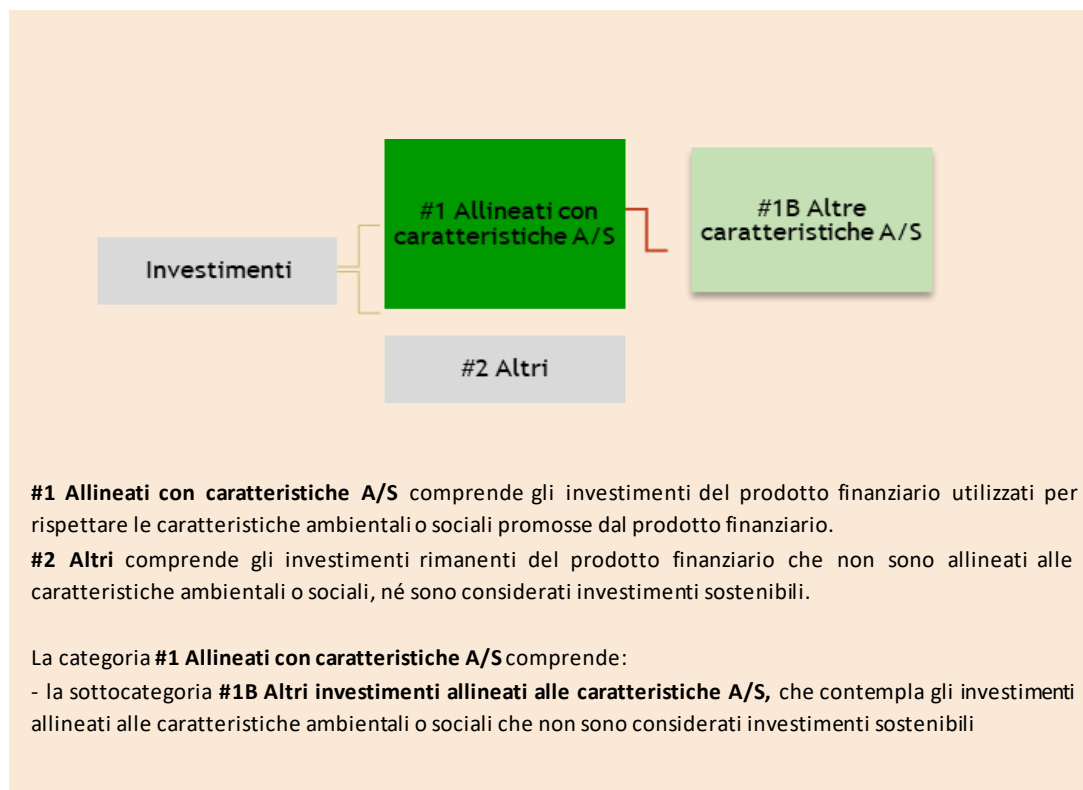 #1 Allineati con
caratteristiche A/S
#1B Altre
caratteristiche A/S
Investimenti
#2 Altri
#1 Allineati con caratteristiche A/S comprende gli investimenti del prodotto finanziario utilizzati per
rispettare le caratteristiche ambientali o sociali promosse dal prodotto finanziario.
#2 Altri comprende gli investimenti rimanenti del prodotto finanziario che non sono allineati alle
caratteristiche ambientali o sociali, né sono considerati investimenti sostenibili.
La categoria #1 Allineati con caratteristiche A/S comprende:
- la sottocategoria #1B Altri investimenti allineati alle caratteristiche A/S, che contempla gli investimenti
allineati alle caratteristiche ambientali o sociali che non sono considerati investimenti sostenibili